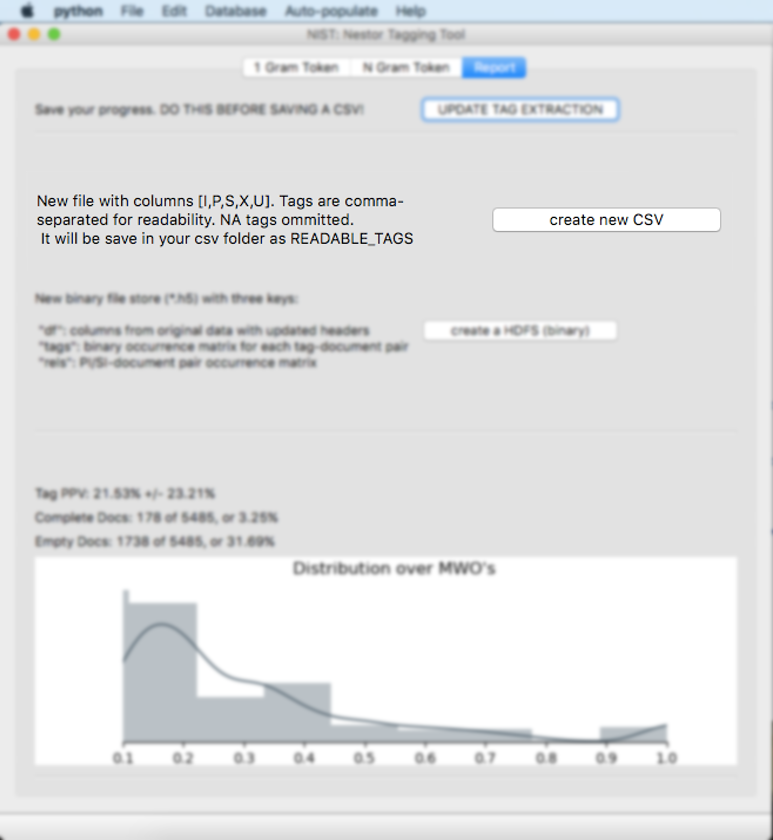 python File Edit Database Auto-populate Help
NIST: Nestor Tagging Tool
1 Gram Token N Gram Token Report
Save your progress. DO THIS BEFORE SAVING A CSV! UPDATE TAG EXTRACTION
New file with columns [I,P,S,X,U]. Tags are comma-
separated for readability. NA tags ommitted.
It will be save in your csv folder as READABLE_TAGS
create new CSV
New binary file store (*.h5) with three keys:
"df": columns from original data with updated headers
"tags": binary occurrence matrix for each tag-document pair
"rels": PI/SI-document pair occurrence matrix
create a HDFS (binary)
Tag PPV: 21.53% +/- 23.21%
Complete Docs: 178 of 5485, or 3.25%
Empty Docs: 1738 of 5485, or 31.69%
Distribution over MWO's
0.1 0.2 0.3 0.4 0.5 0.6 0.7 0.8 0.9 1.0